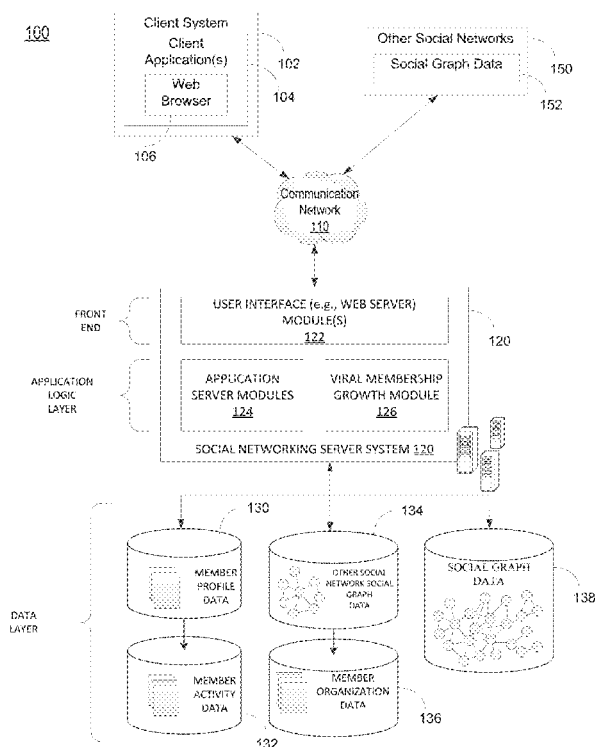 100
Client System
Client
Application(s)
Web
Browser
102
104
106
Other Social Networks
Social Graph Data
150
152
Communication
Network
110
FRONT
END
USER INTERFACE (e.g., WEB SERVER)
MODULE(S)
122
120
APPLICATION
LOGIC
LAYER
APPLICATION
SERVER MODULES
124
VIRAL MEMBERSHIP
GROWTH MODULE
126
SOCIAL NETWORKING SERVER SYSTEM 120
DATA
LAYER
130
MEMBER
PROFILE
DATA
134
OTHER SOCIAL
NETWORK SOCIAL
GRAPH
DATA
SOCIAL GRAPH
DATA
138
MEMBER
ACTIVITY
DATA
132
MEMBER
ORGANIZATION
DATA
136